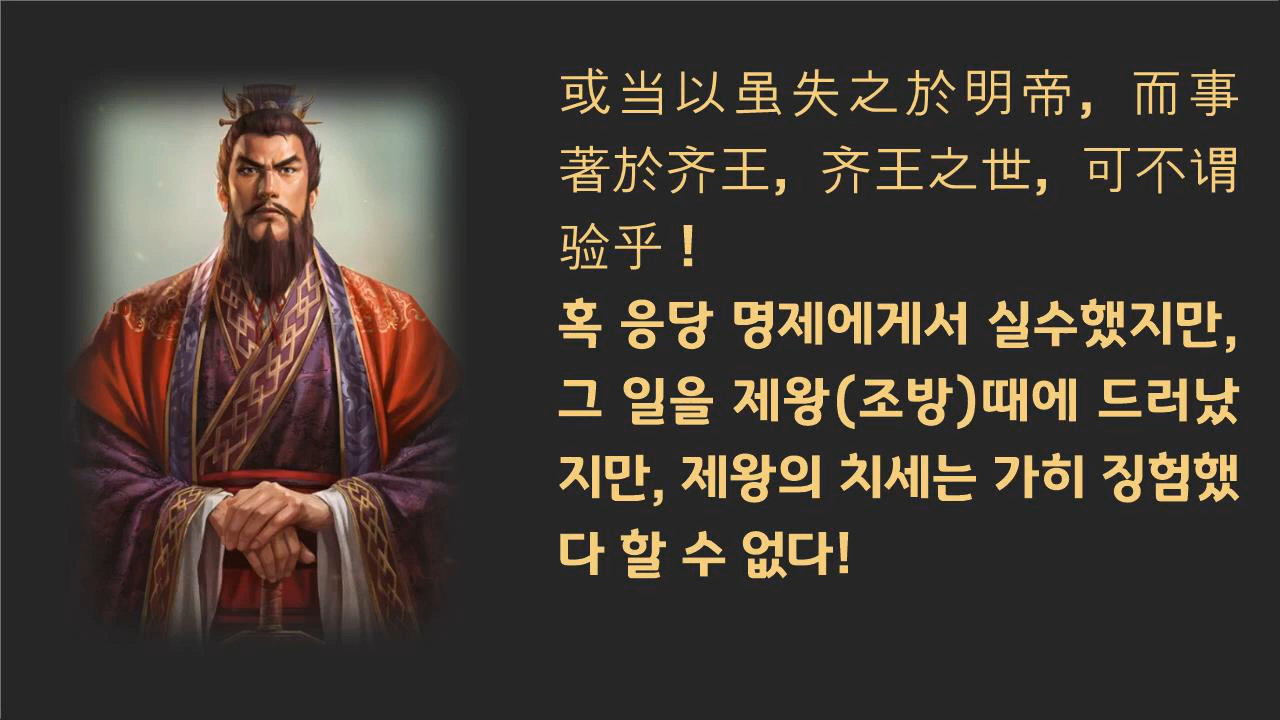 或当以虽失之於明帝，而事
著於齐王，齐王之世，可不谓
验乎！
혹 응당 명제에게서 실수했지만,
그 일을 제왕(조방)때에 드러났
지만, 제왕의 치세는 가히 징험했
다 할 수 없다!